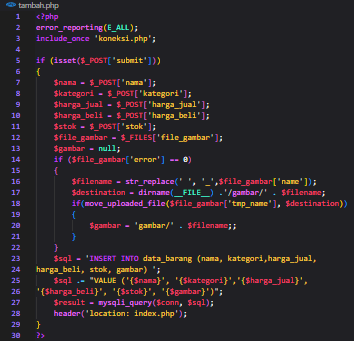 tambah.php
1 <?php
2 error_reporting(E_ALL);
3 include_once 'koneksi.php';
4
5 if (isset($_POST['submit']))
6 {
7 $nama = $_POST['nama'];
8 $kategori = $_POST['kategori'];
9 $harga_jual = $_POST['harga_jual'];
10 $harga_beli = $_POST['harga_beli'];
11 $stok = $_POST['stok'];
12 $file_gambar = $_FILES['file_gambar'];
13 $gambar = null;
14 if ($file_gambar['error'] == 0)
15 {
16 $filename = str_replace(' ', '_',$file_gambar['name']);
17 $destination = dirname(__FILE__) .'/gambar/' . $filename;
18 if(move_uploaded_file($file_gambar['tmp_name'], $destination))
19 {
20 $gambar = 'gambar/' . $filename;;
21 }
22 }
23 $sql = 'INSERT INTO data_barang (nama, kategori,harga_jual,
24 harga_beli, stok, gambar) ';
25 $sql .= "VALUE ('{$nama}', '{$kategori}','{$harga_jual}',
26 '{$harga_beli}', '{$stok}', '{$gambar}')";
27 $result = mysqli_query($conn, $sql);
28 header('location: index.php');
29 }
30 ?>